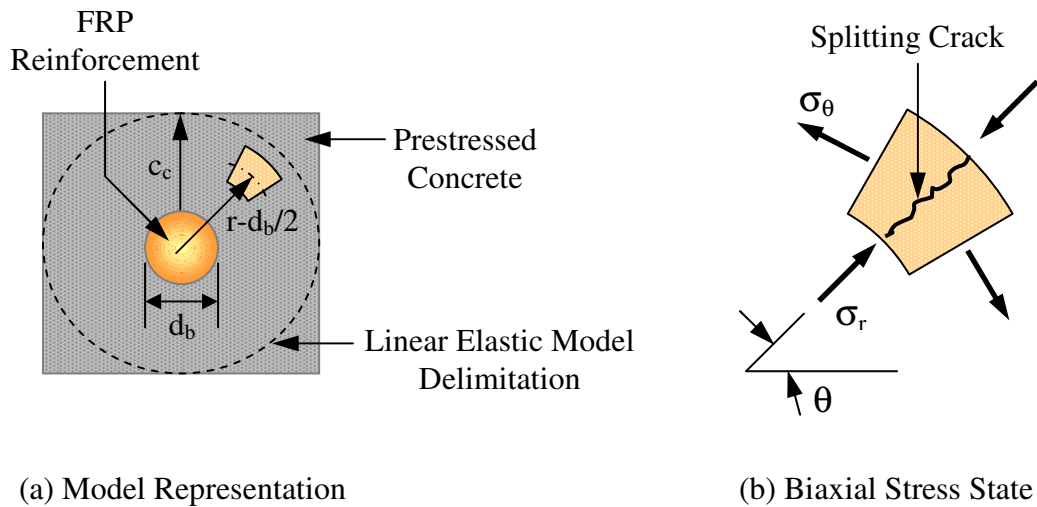 FRP
Reinforcement
c_c
Prestressed
Concrete
r-d_b/2
d_b
Linear Elastic Model
Delimitation
(a) Model Representation
Splitting Crack
σ_θ
σ_r
θ
(b) Biaxial Stress State